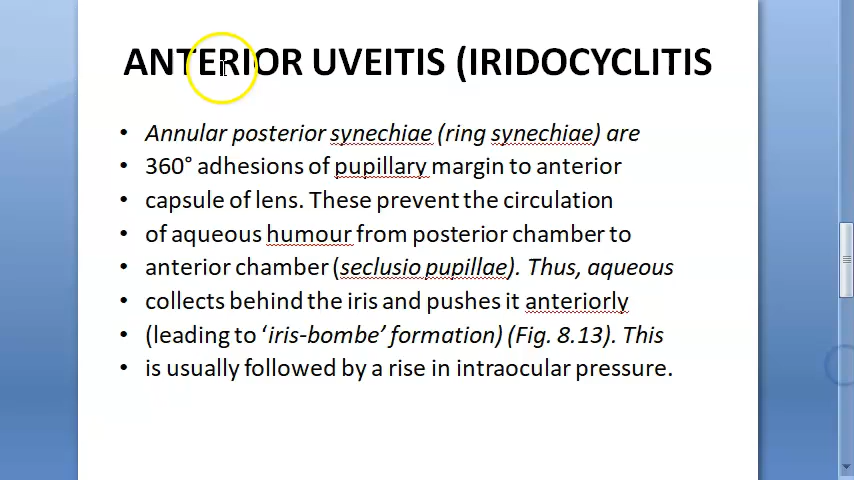 ANTERIOR UVEITIS (IRIDOCYCLITIS
• Annular posterior synechiae (ring synechiae) are
• 360° adhesions of pupillary margin to anterior
• capsule of lens. These prevent the circulation
• of aqueous humour from posterior chamber to
• anterior chamber (seclusio pupillae). Thus, aqueous
• collects behind the iris and pushes it anteriorly
• (leading to ‘iris-bombe’ formation) (Fig. 8.13). This
• is usually followed by a rise in intraocular pressure.